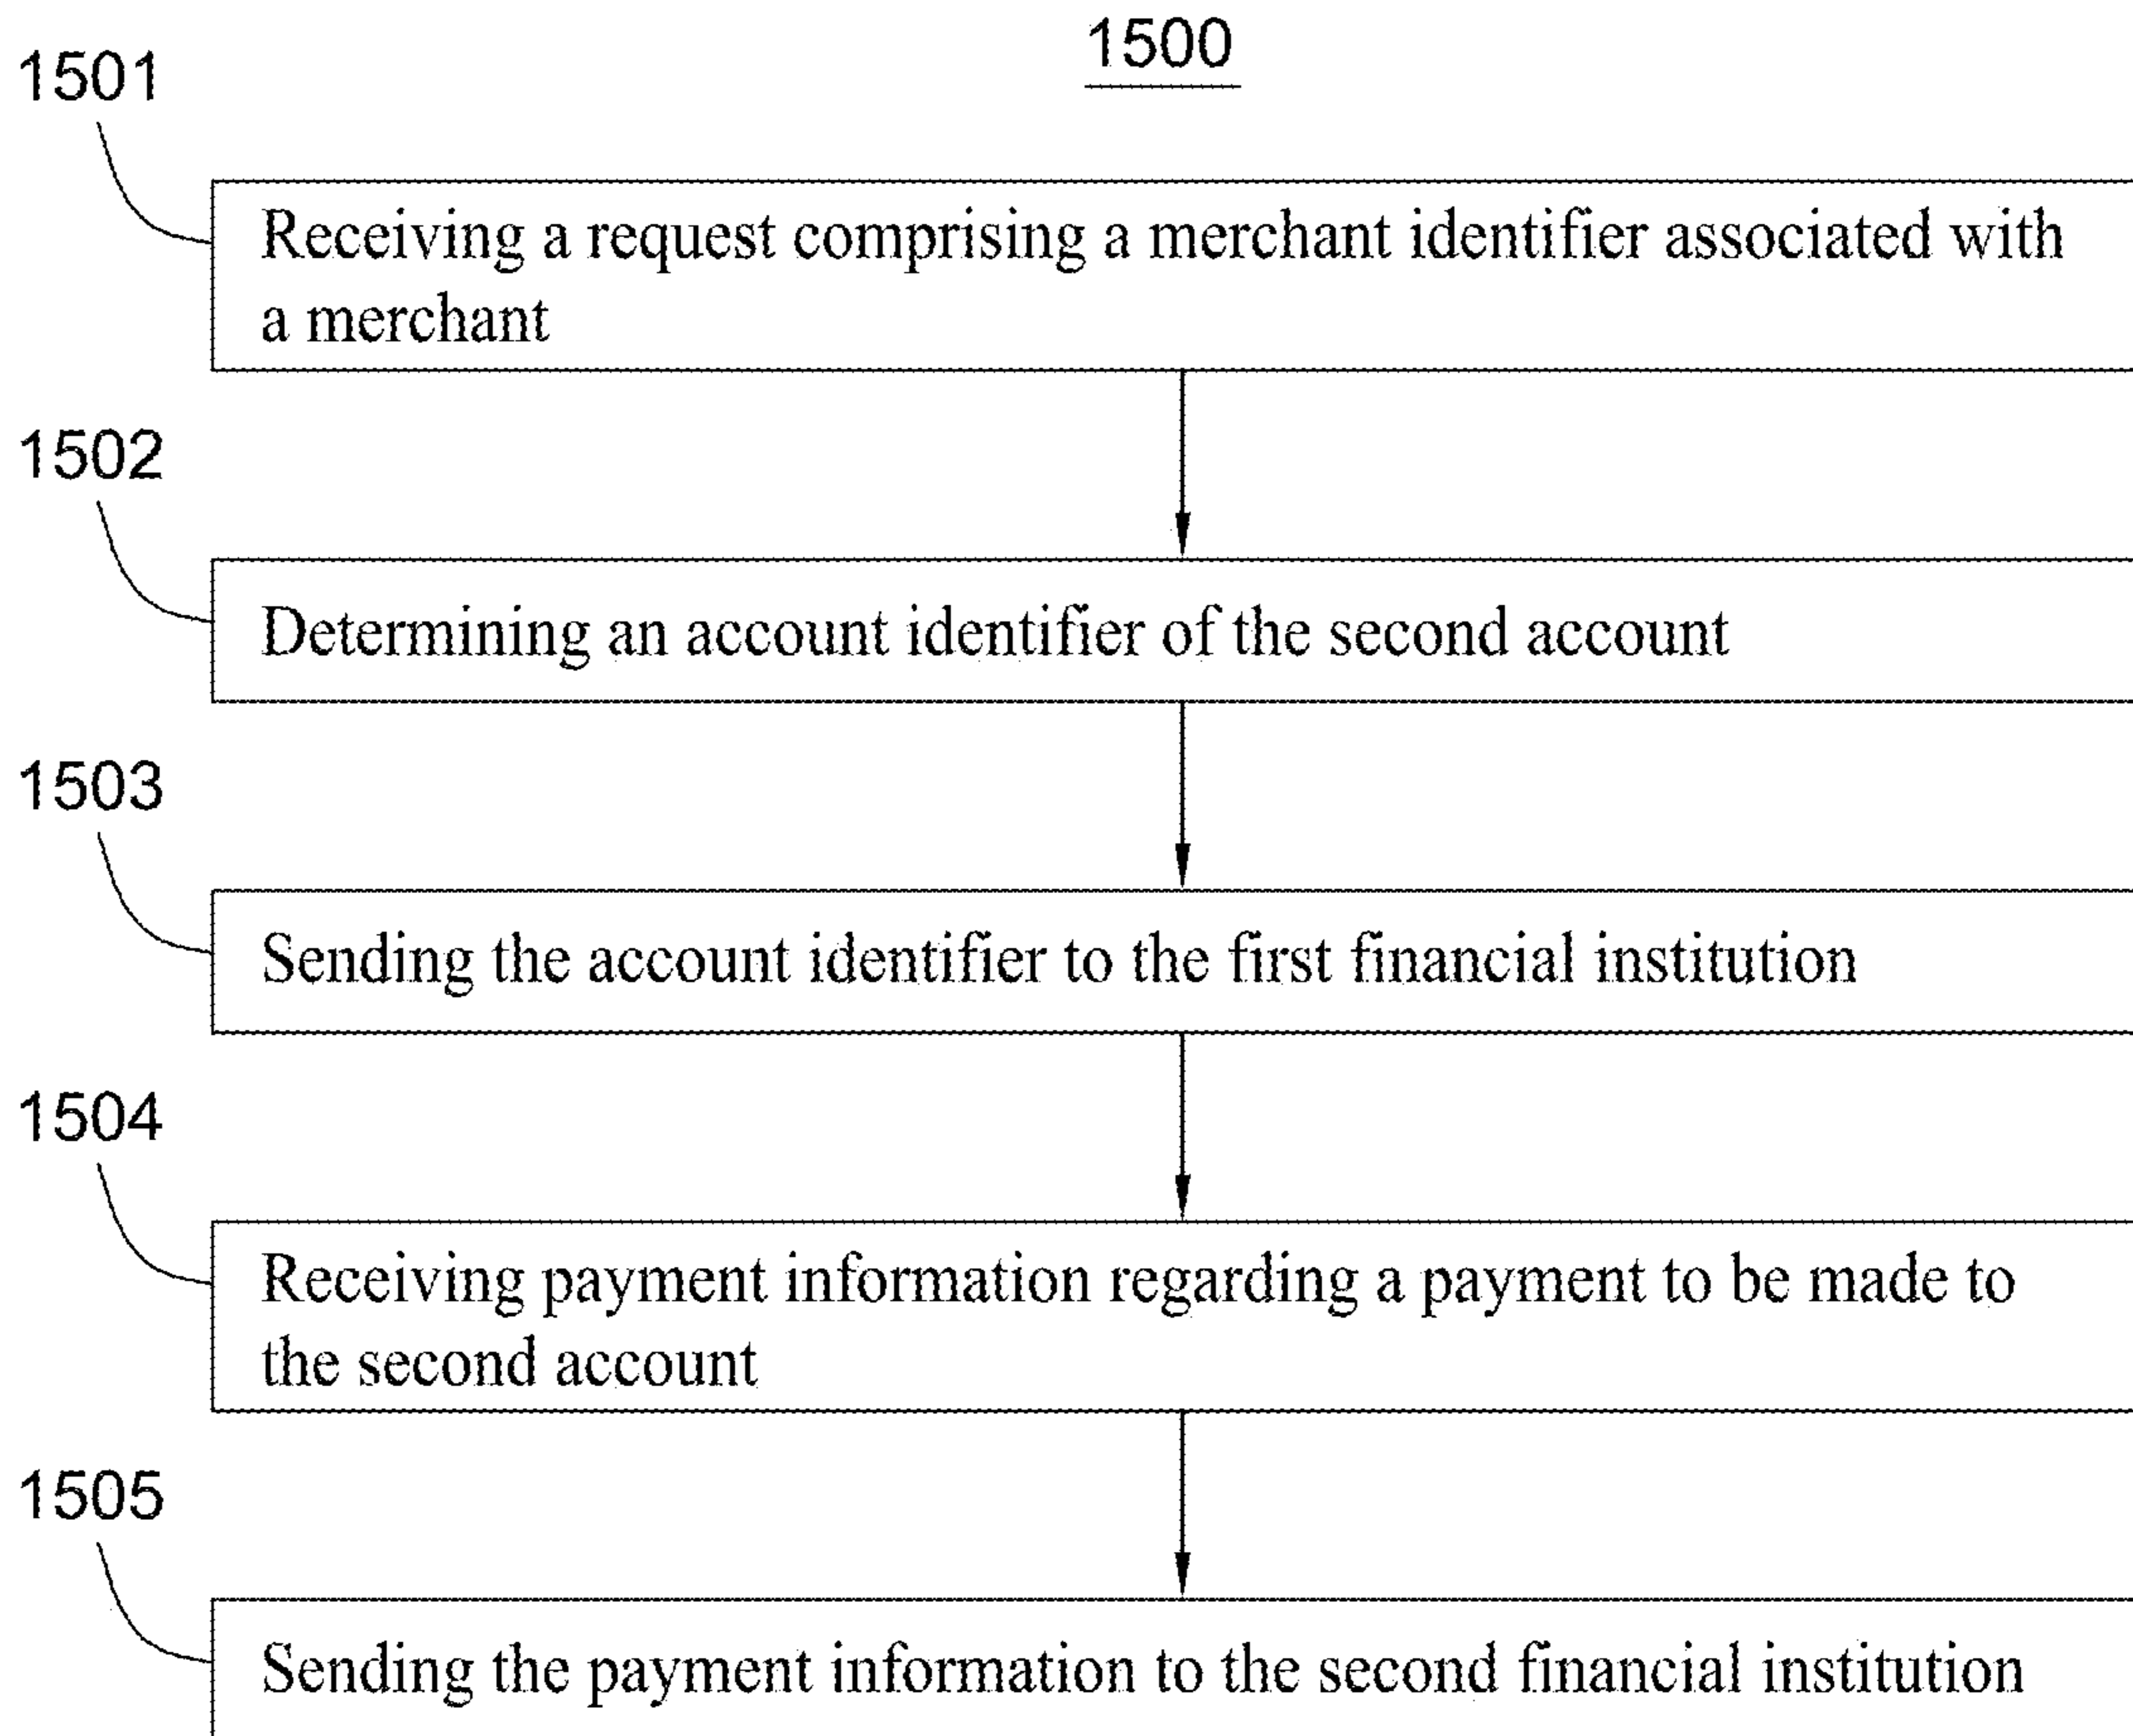 1500
1501
Receiving a request comprising a merchant identifier associated with
a merchant
1502
Determining an account identifier of the second account
1503
Sending the account identifier to the first financial institution
1504
Receiving payment information regarding a payment to be made to
the second account
1505
Sending the payment information to the second financial institution